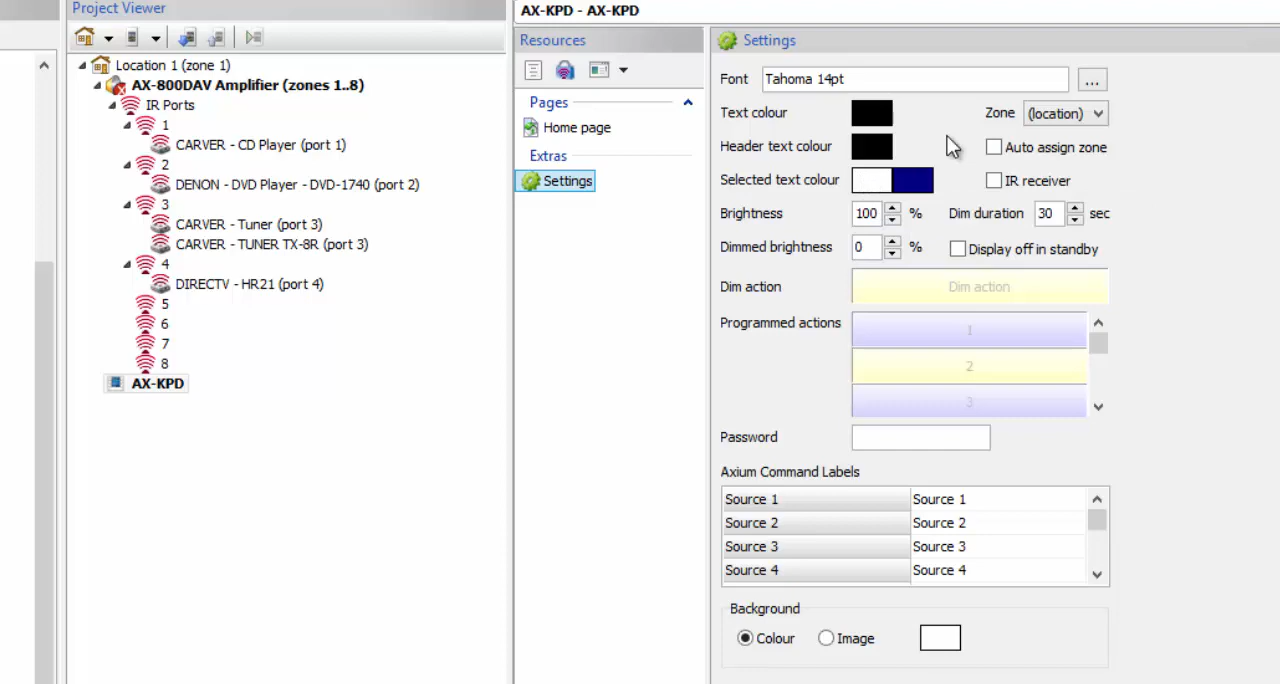 Project Viewer
Location 1 (zone 1)
AX-800DAV Amplifier (zones 1..8)
IR Ports
1
CARVER - CD Player (port 1)
2
DENON - DVD Player - DVD-1740 (port 2)
3
CARVER - Tuner (port 3)
CARVER - TUNER TX-8R (port 3)
4
DIRECTV - HR21 (port 4)
5
6
7
8
AX-KPD
AX-KPD - AX-KPD
Resources
Pages
Home page
Extras
Settings
Settings
Font Tahoma 14pt ...
Text colour Zone (location)
Header text colour Auto assign zone
Selected text colour IR receiver
Brightness 100 % Dim duration 30 sec
Dimmed brightness 0 % Display off in standby
Dim action Dim action
Programmed actions 1
2
3
Password
Axium Command Labels
Source 1 Source 1
Source 2 Source 2
Source 3 Source 3
Source 4 Source 4
Background
Colour Image